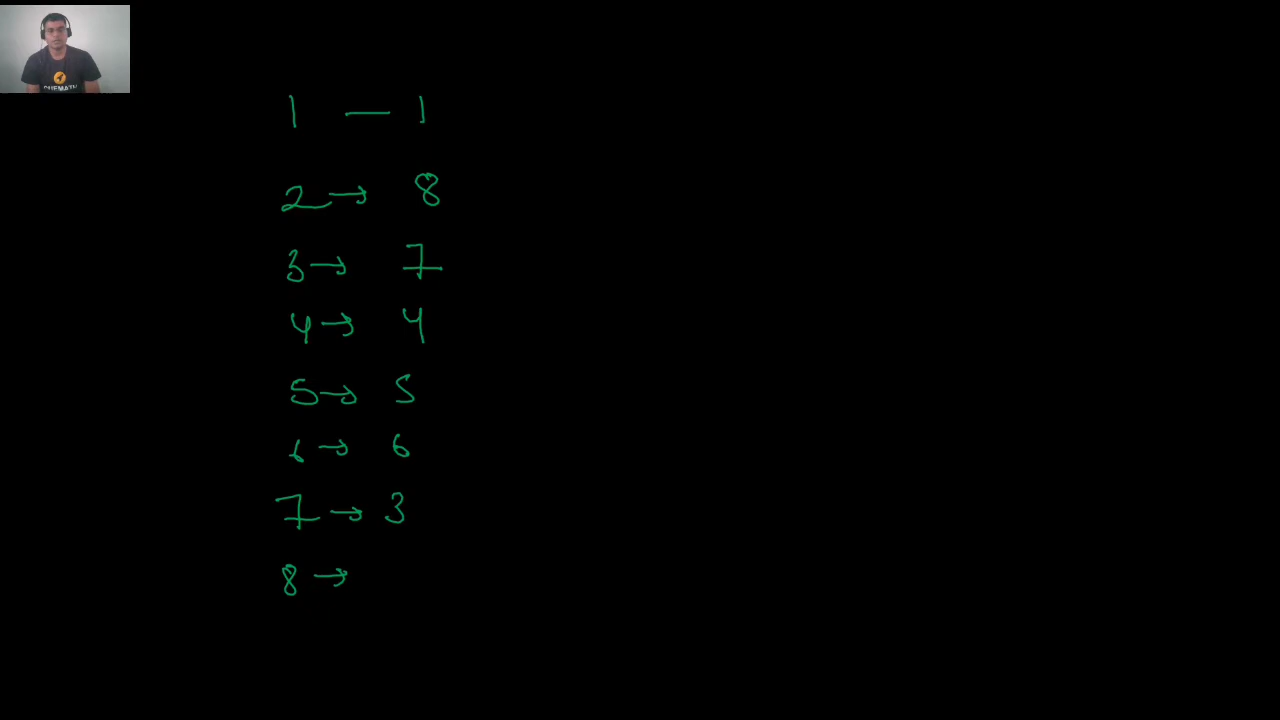 1 — 1
2 → 8
3 → 7
4 → 4
5 → 5
6 → 6
7 → 3
8 →